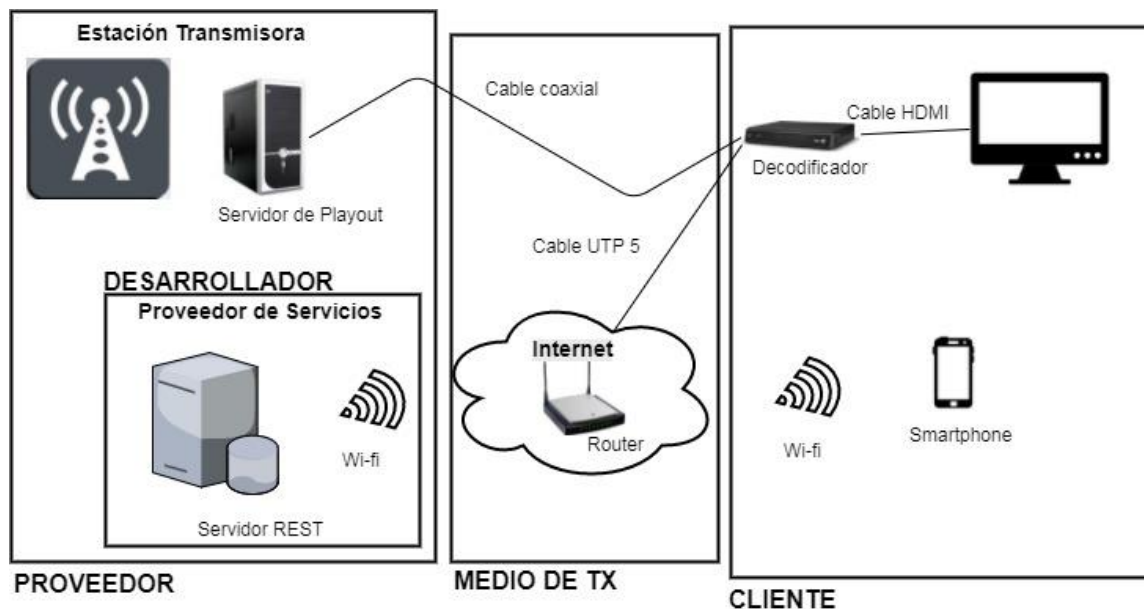 Estación Transmisora
Servidor de Playout
DESARROLLADOR
Proveedor de Servicios
Wi-fi
Servidor REST
PROVEEDOR
Cable coaxial
Cable UTP 5
Internet
Router
MEDIO DE TX
Cable HDMI
Decodificador
Wi-fi
Smartphone
CLIENTE